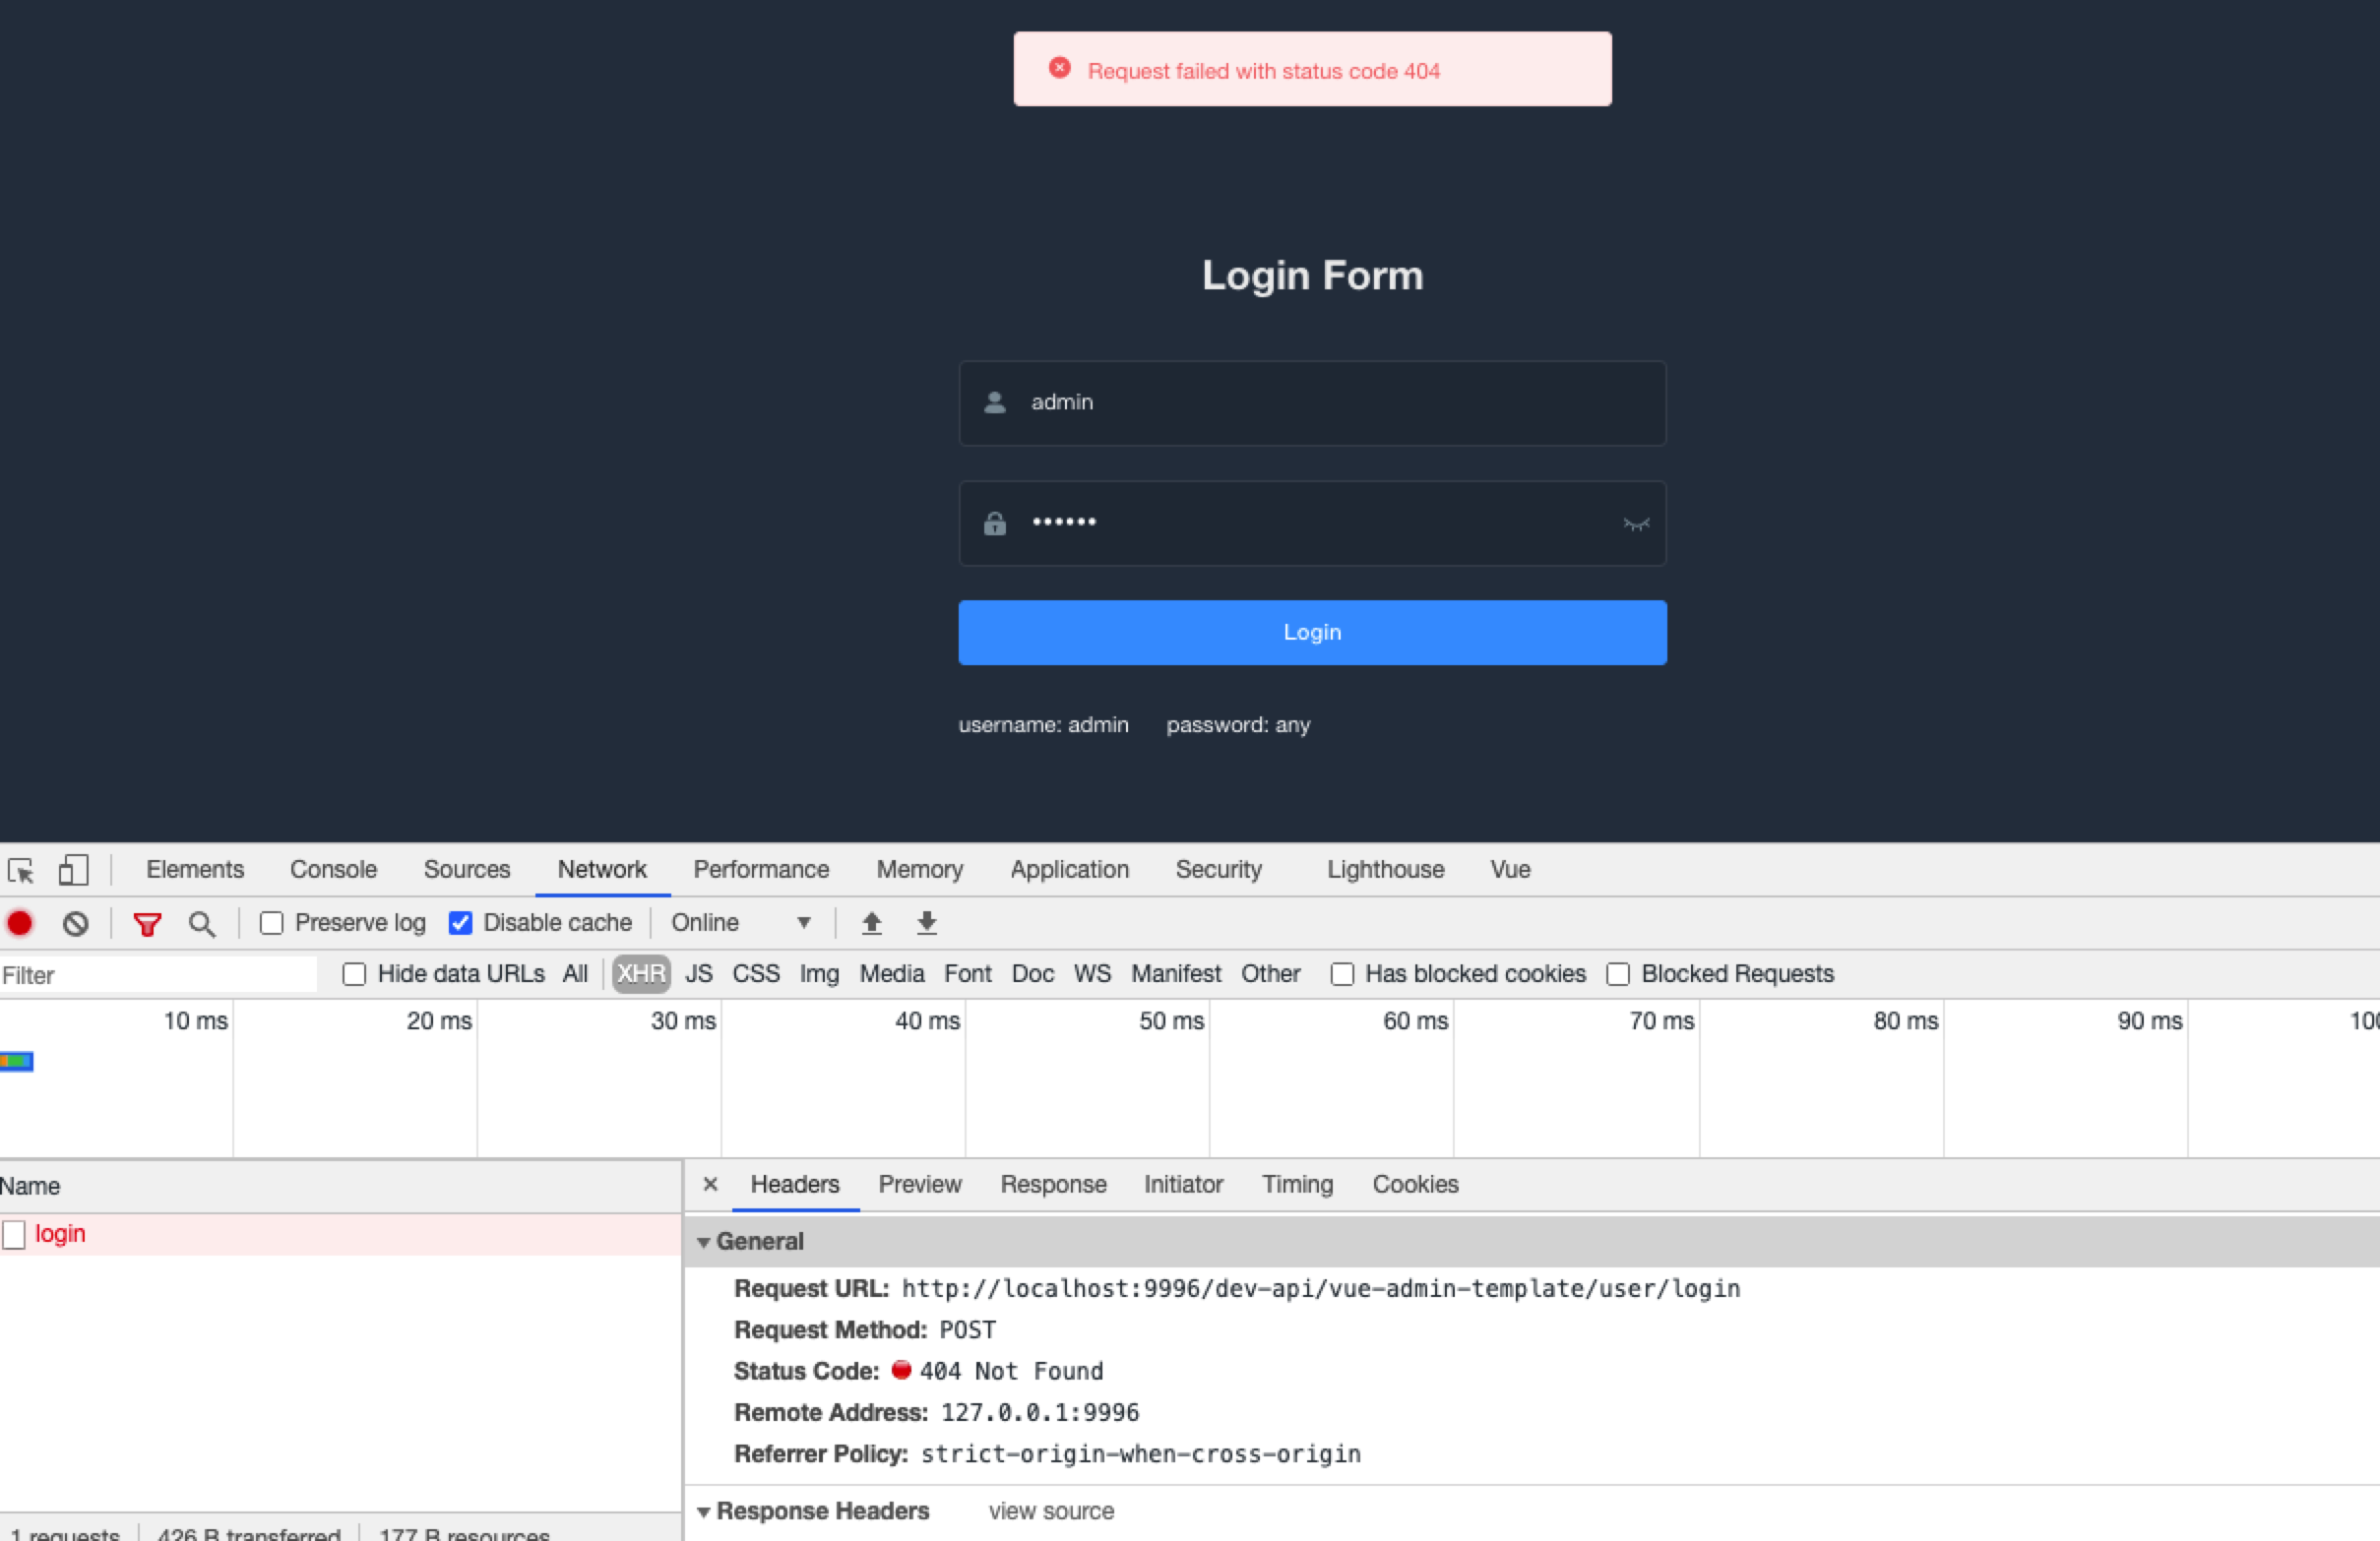 Request failed with status code 404
Login Form
admin
••••••
Login
username: admin password: any
Elements Console Sources Network Performance Memory Application Security Lighthouse Vue
Preserve log Disable cache Online
Filter Hide data URLs All XHR JS CSS Img Media Font Doc WS Manifest Other Has blocked cookies Blocked Requests
10 ms 20 ms 30 ms 40 ms 50 ms 60 ms 70 ms 80 ms 90 ms
Name
login
× Headers Preview Response Initiator Timing Cookies
General
Request URL: http://localhost:9996/dev-api/vue-admin-template/user/login
Request Method: POST
Status Code: 404 Not Found
Remote Address: 127.0.0.1:9996
Referrer Policy: strict-origin-when-cross-origin
Response Headers view source
1 requests 426 B transferred 177 B resources